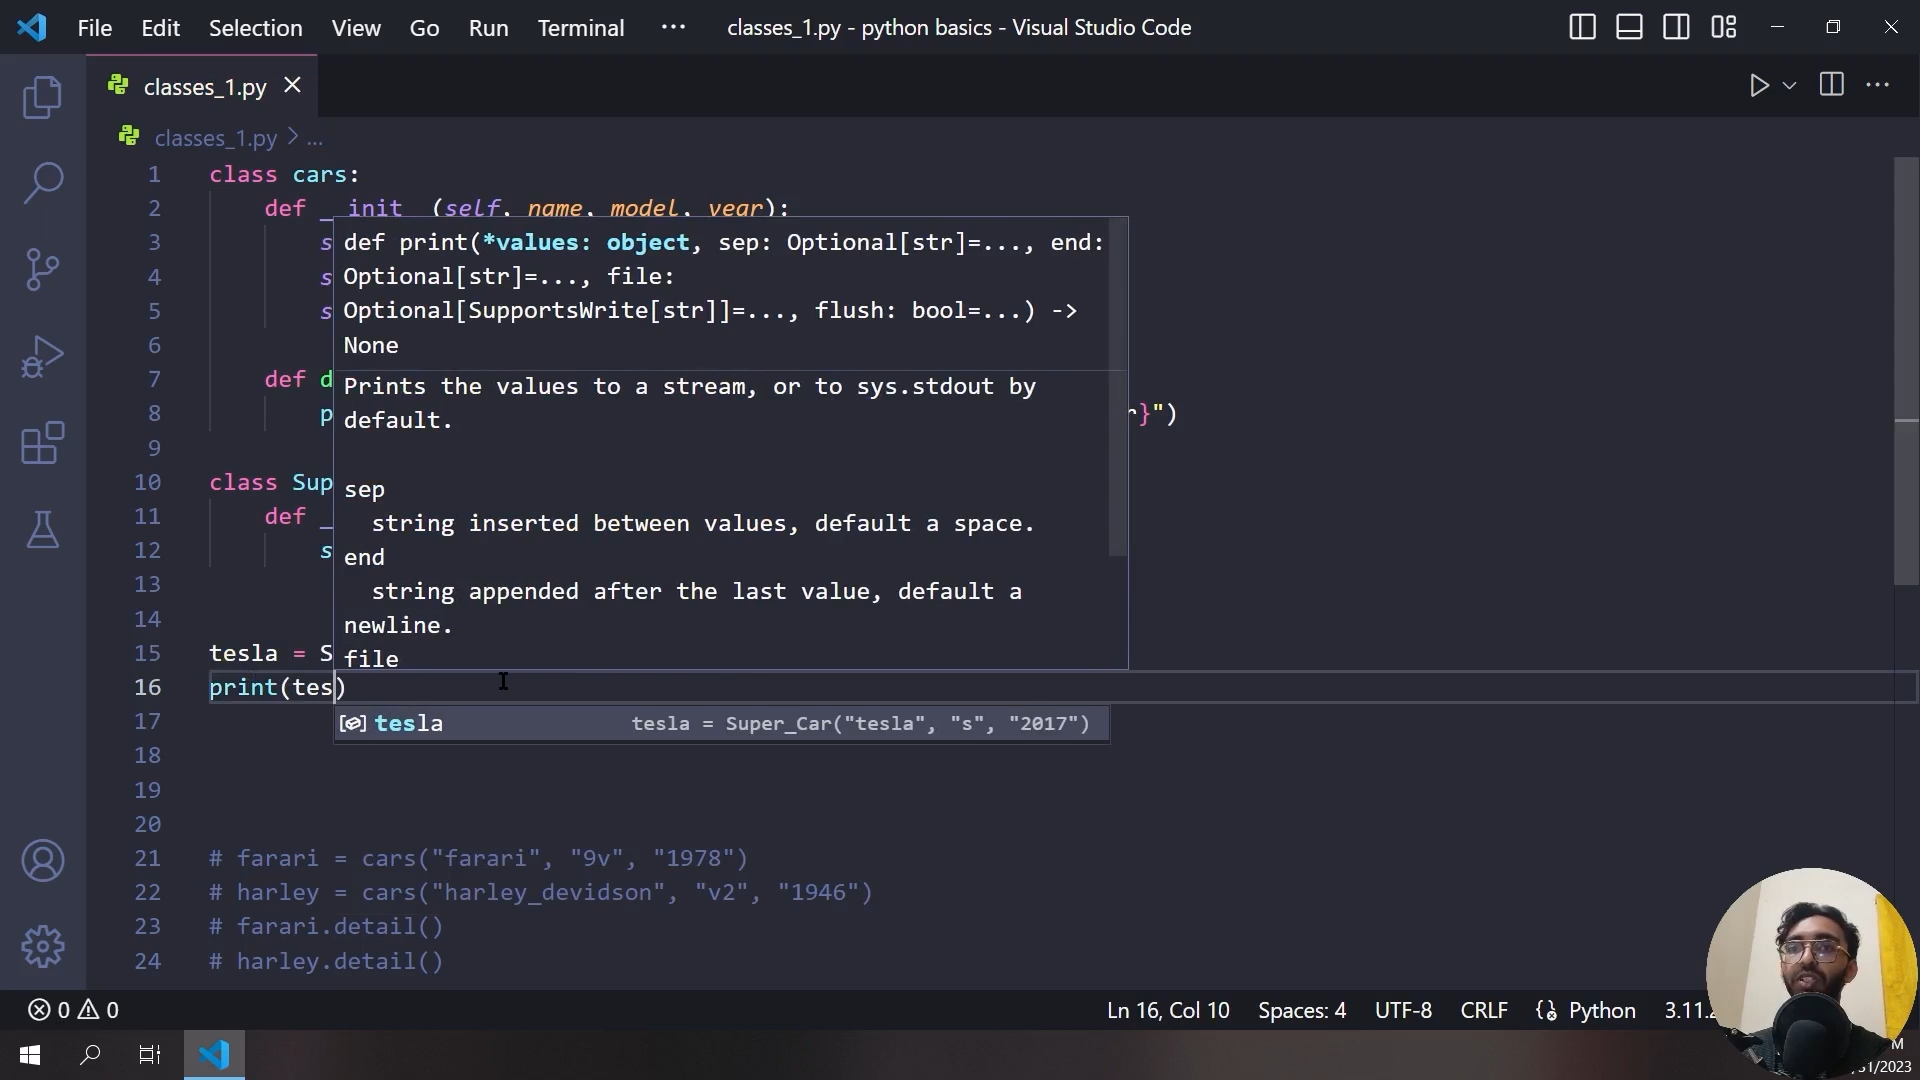 File Edit Selection View Go Run Terminal ··· classes_1.py - python basics - Visual Studio Code
classes_1.py
classes_1.py > ...
1 class cars:
2 def __init__(self, name, model, year):
3 s
4 s
5 s
6
7 def d
8 p r}")
9
10 class Sup
11 def _
12 s
13
14
15 tesla = S
16 print(tes)
17
18
19
20
21 # farari = cars("farari", "9v", "1978")
22 # harley = cars("harley_devidson", "v2", "1946")
23 # farari.detail()
24 # harley.detail()
def print(*values: object, sep: Optional[str]=..., end:
Optional[str]=..., file:
Optional[SupportsWrite[str]]=..., flush: bool=...) ->
None
Prints the values to a stream, or to sys.stdout by
default.
sep
string inserted between values, default a space.
end
string appended after the last value, default a
newline.
file
tesla tesla = Super_Car("tesla", "s", "2017")
0 0 Ln 16, Col 10 Spaces: 4 UTF-8 CRLF Python